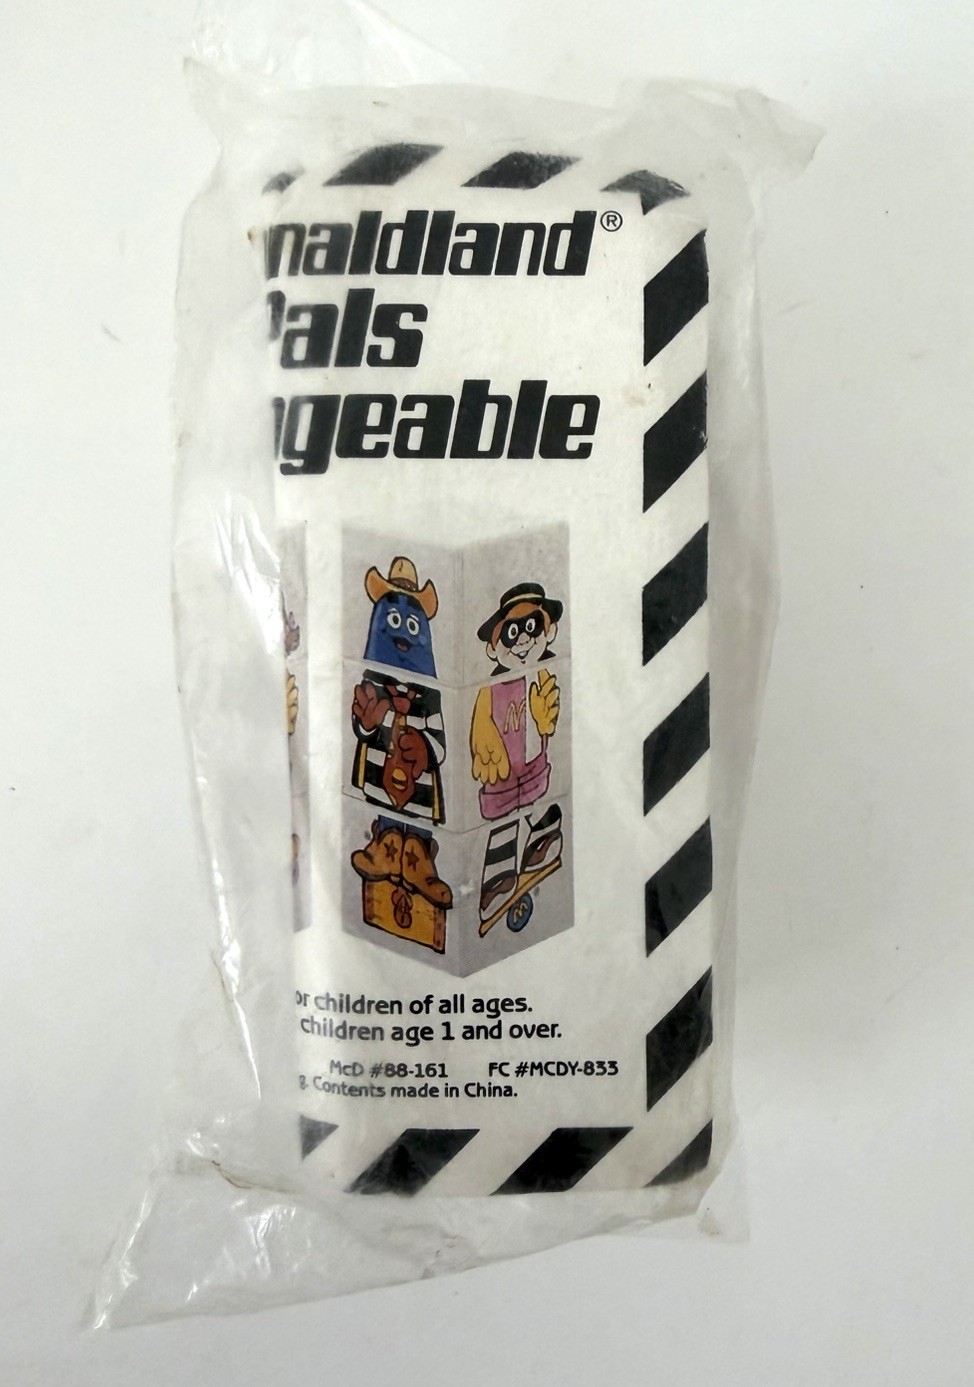 naldland®
Pals
geable
or children of all ages.
children age 1 and over.
McD #88-161 FC #MCDY-833
g. Contents made in China.